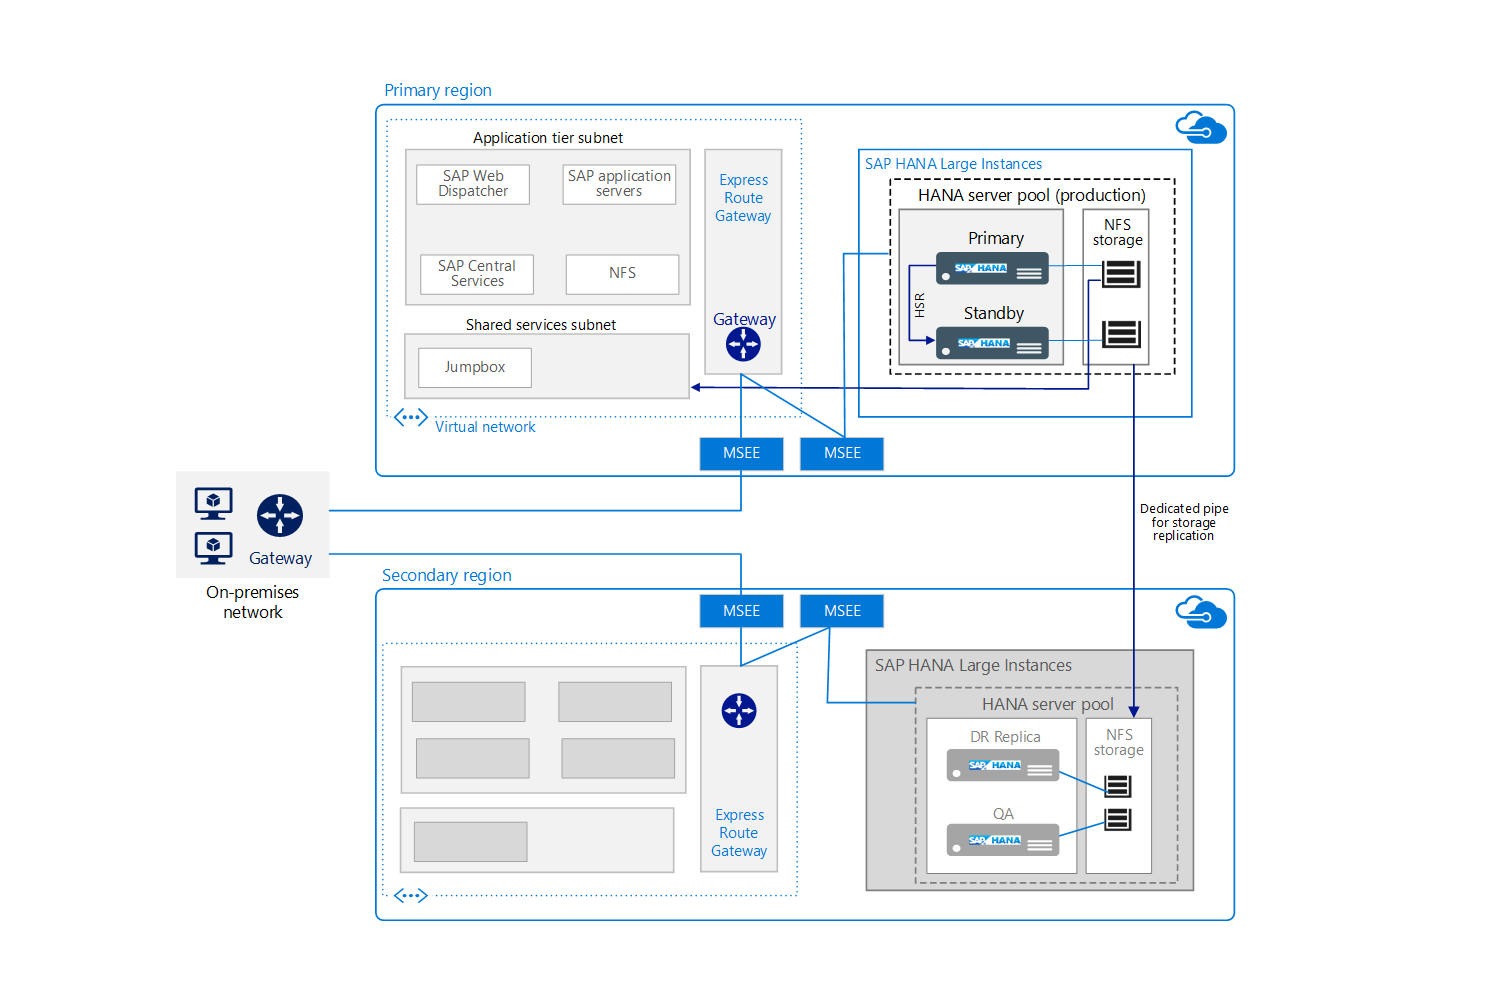 Primary region
Application tier subnet
SAP Web
Dispatcher
SAP application
servers
SAP Central
Services
NFS
Shared services subnet
Jumpbox
Virtual network
Express
Route
Gateway
Gateway
SAP HANA Large Instances
HANA server pool (production)
Primary
SAP HANA
HSR
Standby
SAP HANA
NFS
storage
MSEE
MSEE
Gateway
On-premises
network
Dedicated pipe
for storage
replication
Secondary region
MSEE
MSEE
Express
Route
Gateway
SAP HANA Large Instances
HANA server pool
DR Replica
SAP HANA
QA
SAP HANA
NFS
storage